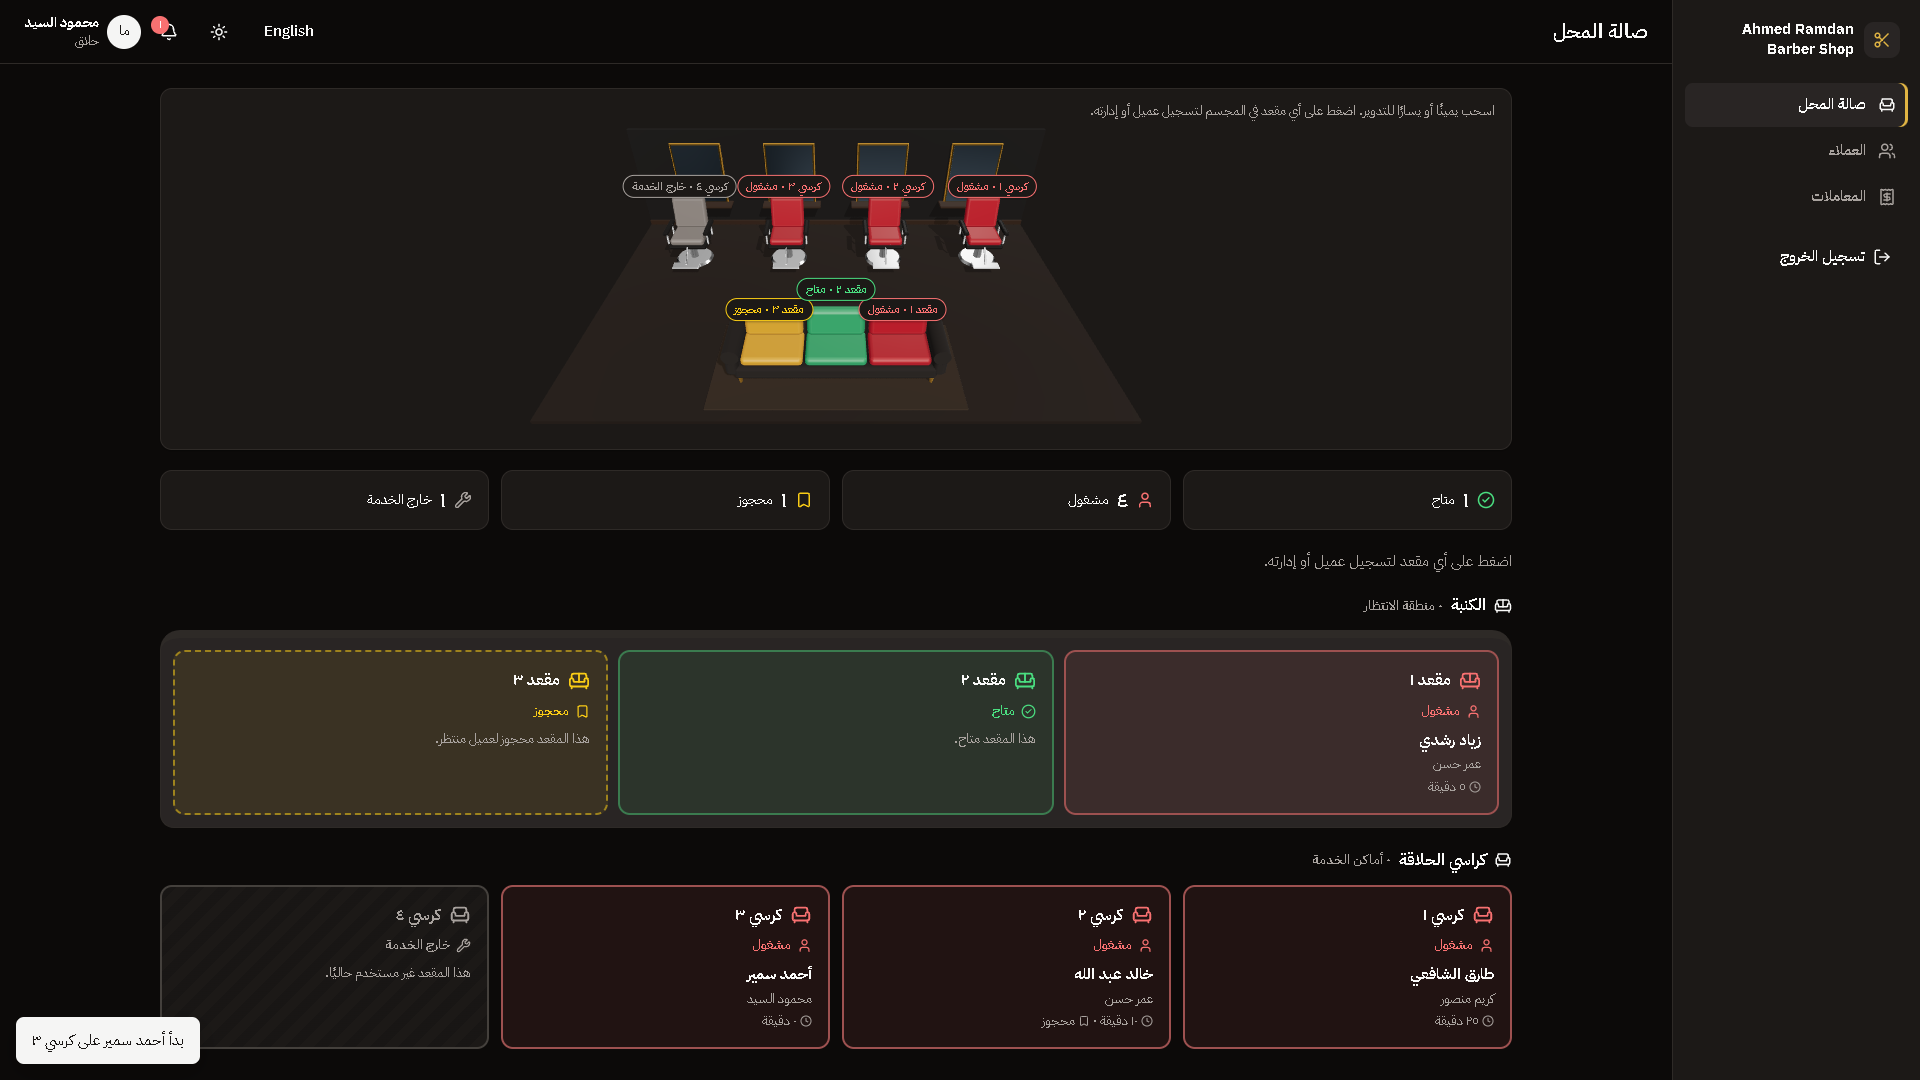 Ahmed Ramdan
Barber Shop
صالة المحل
العملاء
المعاملات
تسجيل الخروج
صالة المحل
English
١
ما
محمود السيد
حلاق
اسحب يمينًا أو يسارًا للتدوير. اضغط على أي مقعد في المجسم لتسجيل عميل أو إدارته.
كرسي ١ • مشغول
كرسي ٢ • مشغول
كرسي ٣ • مشغول
كرسي ٤ • خارج الخدمة
مقعد ٢ • متاح
مقعد ١ • مشغول
مقعد ٣ • محجوز
١ متاح
٤ مشغول
١ محجوز
١ خارج الخدمة
اضغط على أي مقعد لتسجيل عميل أو إدارته.
الكنبة · منطقة الانتظار
مقعد ١
مشغول
زياد رشدي
عمر حسن
٥ دقيقة
مقعد ٢
متاح
هذا المقعد متاح.
مقعد ٣
محجوز
هذا المقعد محجوز لعميل منتظر.
كراسي الحلاقة · أماكن الخدمة
كرسي ١
مشغول
طارق الشافعي
كريم منصور
٢٥ دقيقة
كرسي ٢
مشغول
خالد عبد الله
عمر حسن
١٠ دقيقة · محجوز
كرسي ٣
مشغول
أحمد سمير
محمود السيد
٠ دقيقة
كرسي ٤
خارج الخدمة
هذا المقعد غير مستخدم حاليًا.
بدأ أحمد سمير على كرسي ٣